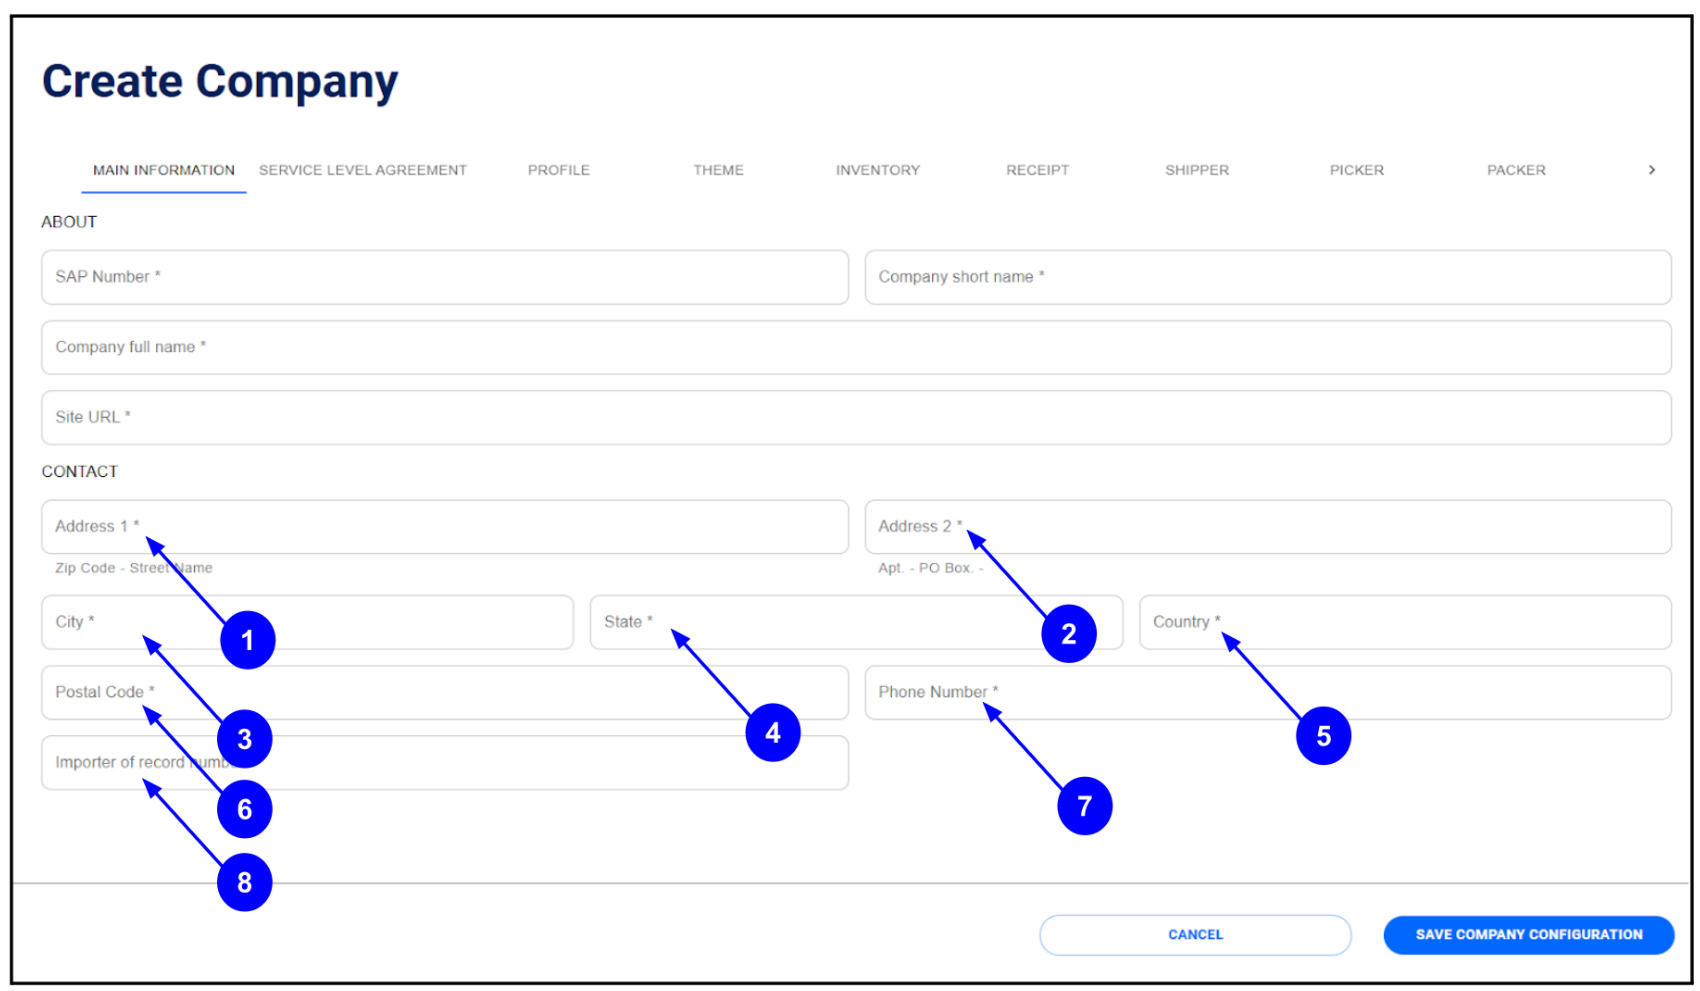 Create Company
MAIN INFORMATION SERVICE LEVEL AGREEMENT PROFILE THEME INVENTORY RECEIPT SHIPPER PICKER PACKER >
ABOUT
SAP Number * Company short name *
Company full name *
Site URL *
CONTACT
Address 1 * Address 2 *
Zip Code - Street Name Apt. - PO Box. -
City * State * Country *
1 2
Postal Code * Phone Number *
3 4 5
Importer of record
6 7
8
CANCEL SAVE COMPANY CONFIGURATION